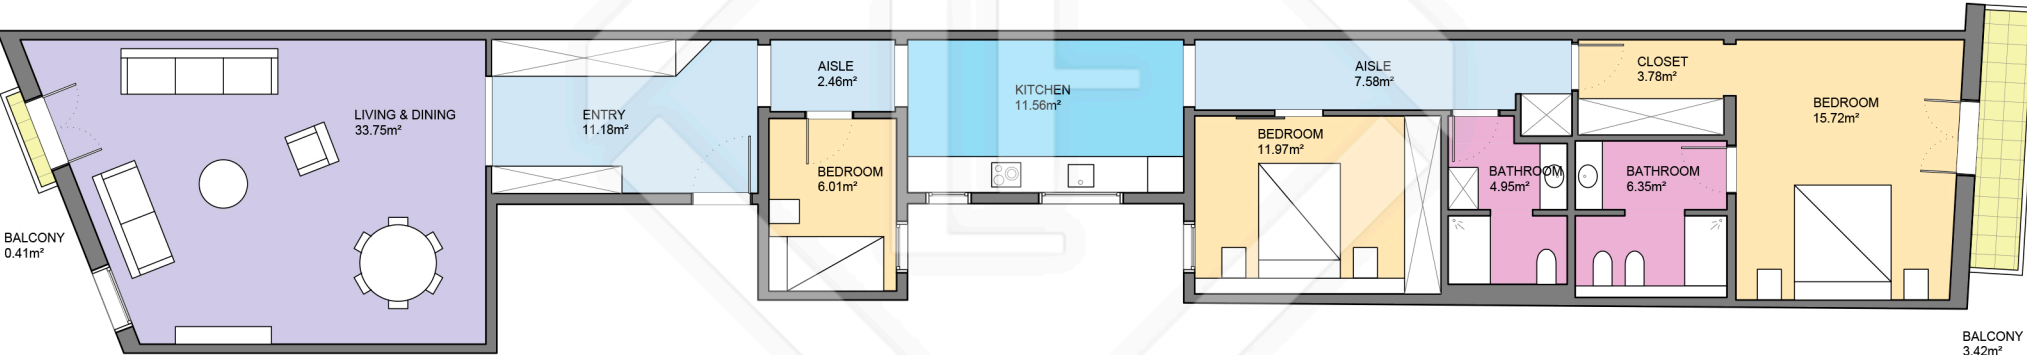 LIVING & DINING
33.75m²
BALCONY
0.41m²
ENTRY
11.18m²
AISLE
2.46m²
BEDROOM
6.01m²
KITCHEN
11.56m²
AISLE
7.58m²
BEDROOM
11.97m²
BATHROOM
4.95m²
CLOSET
3.78m²
BATHROOM
6.35m²
BEDROOM
15.72m²
BALCONY
3.42m²